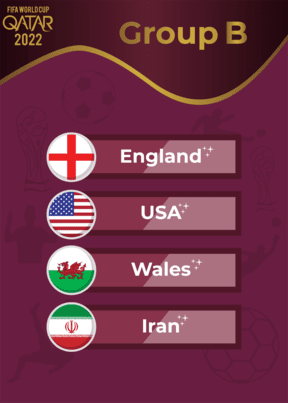 FIFA WORLD CUP
QATAR
2022
Group B
England
USA
Wales
Iran